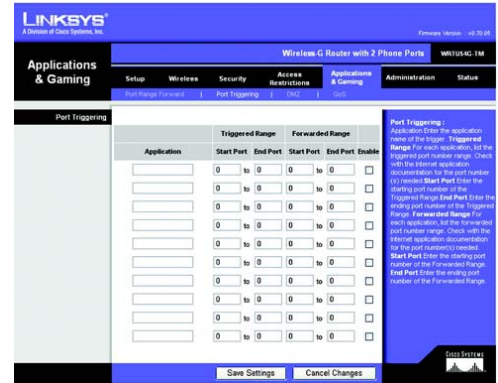 LINKSYS®
A Division of Cisco Systems, Inc.
Firmware Version : v0.70.05
Wireless-G Router with 2 Phone Ports
WRTU54G-TM
Applications & Gaming
Setup
Wireless
Security
Access Restrictions
Applications & Gaming
Administration
Status
Port Range Forward | Port Triggering | DMZ | QoS
Port Triggering
Triggered Range Forwarded Range
Application Start Port End Port Start Port End Port Enable
0 to 0 0 to 0
0 to 0 0 to 0
0 to 0 0 to 0
0 to 0 0 to 0
0 to 0 0 to 0
0 to 0 0 to 0
0 to 0 0 to 0
0 to 0 0 to 0
0 to 0 0 to 0
0 to 0 0 to 0
Port Triggering :
Application Enter the application
name of the trigger. Triggered
Range For each application, list the
triggered port number range. Check
with the Internet application
documentation for the port number
(s) needed. Start Port Enter the
starting port number of the
Triggered Range. End Port Enter the
ending port number of the Triggered
Range. Forwarded Range For
each application, list the forwarded
port number range. Check with the
Internet application documentation
for the port number(s) needed.
Start Port Enter the starting port
number of the Forwarded Range.
End Port Enter the ending port
number of the Forwarded Range.
Save Settings
Cancel Changes
CISCO SYSTEMS